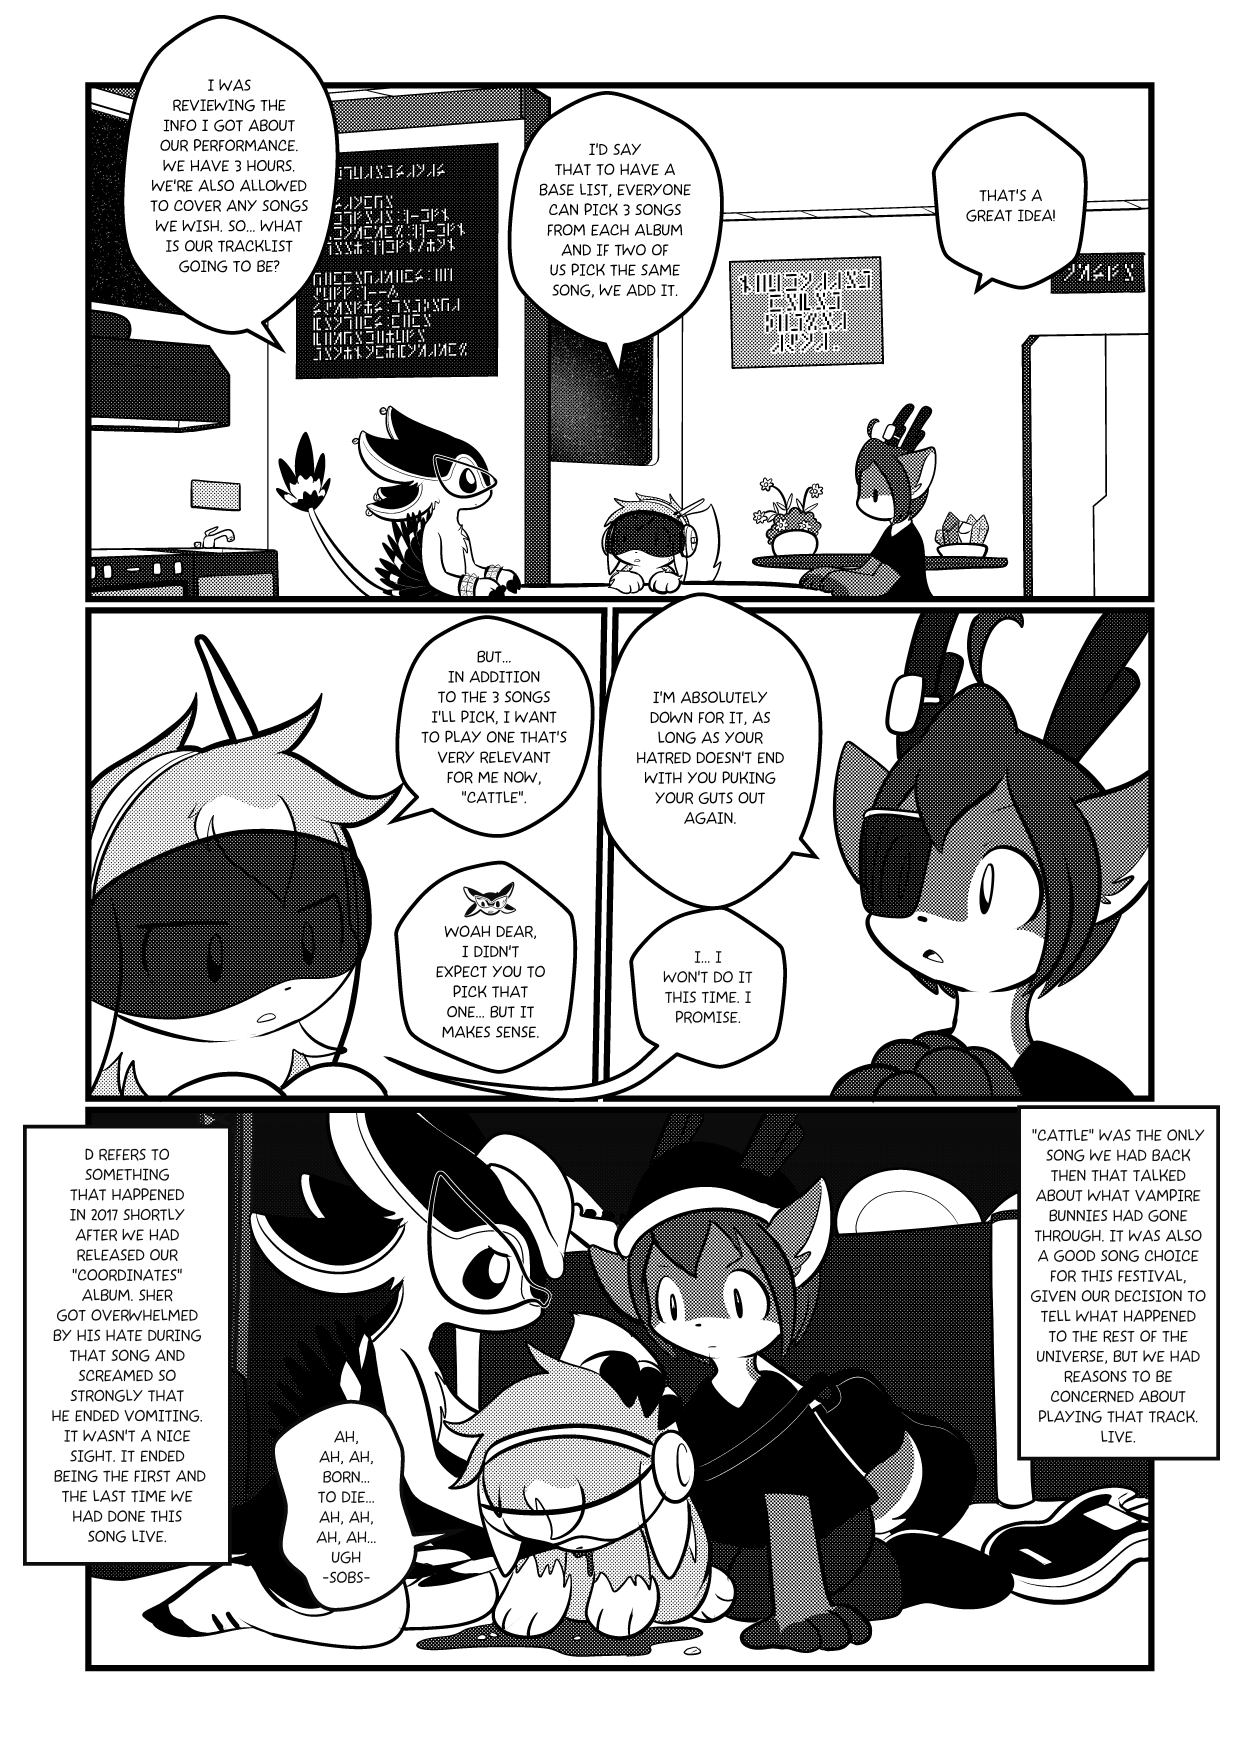 I WAS
REVIEWING THE
INFO I GOT ABOUT
OUR PERFORMANCE.
WE HAVE 3 HOURS.
WE'RE ALSO ALLOWED
TO COVER ANY SONGS
WE WISH. SO... WHAT
IS OUR TRACKLIST
GOING TO BE?
I'D SAY
THAT TO HAVE A
BASE LIST, EVERYONE
CAN PICK 3 SONGS
FROM EACH ALBUM
AND IF TWO OF
US PICK THE SAME
SONG, WE ADD IT.
THAT'S A
GREAT IDEA!
BUT...
IN ADDITION
TO THE 3 SONGS
I'LL PICK, I WANT
TO PLAY ONE THAT'S
VERY RELEVANT
FOR ME NOW,
"CATTLE".
WOAH DEAR,
I DIDN'T
EXPECT YOU TO
PICK THAT
ONE... BUT IT
MAKES SENSE.
I'M ABSOLUTELY
DOWN FOR IT, AS
LONG AS YOUR
HATRED DOESN'T END
WITH YOU PUKING
YOUR GUTS OUT
AGAIN.
I... I
WON'T DO IT
THIS TIME. I
PROMISE.
D REFERS TO
SOMETHING
THAT HAPPENED
IN 2017 SHORTLY
AFTER WE HAD
RELEASED OUR
"COORDINATES"
ALBUM. SHER
GOT OVERWHELMED
BY HIS HATE DURING
THAT SONG AND
SCREAMED SO
STRONGLY THAT
HE ENDED VOMITING.
IT WASN'T A NICE
SIGHT. IT ENDED
BEING THE FIRST AND
THE LAST TIME WE
HAD DONE THIS
SONG LIVE.
AH,
AH, AH,
BORN...
TO DIE...
AH, AH,
AH, AH...
UGH
-SOBS-
"CATTLE" WAS THE ONLY
SONG WE HAD BACK
THEN THAT TALKED
ABOUT WHAT VAMPIRE
BUNNIES HAD GONE
THROUGH. IT WAS ALSO
A GOOD SONG CHOICE
FOR THIS FESTIVAL,
GIVEN OUR DECISION TO
TELL WHAT HAPPENED
TO THE REST OF THE
UNIVERSE, BUT WE HAD
REASONS TO BE
CONCERNED ABOUT
PLAYING THAT TRACK.
LIVE.